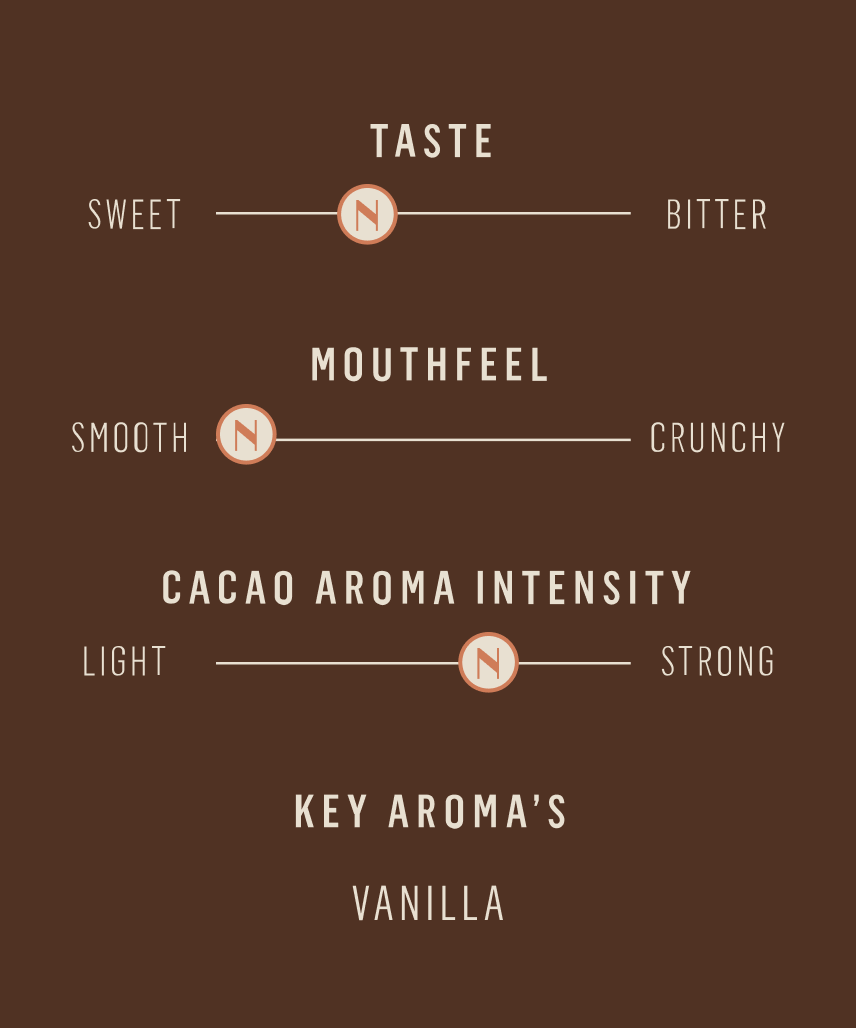 TASTE
SWEET N BITTER
MOUTHFEEL
SMOOTH N CRUNCHY
CACAO AROMA INTENSITY
LIGHT N STRONG
KEY AROMA’S
VANILLA